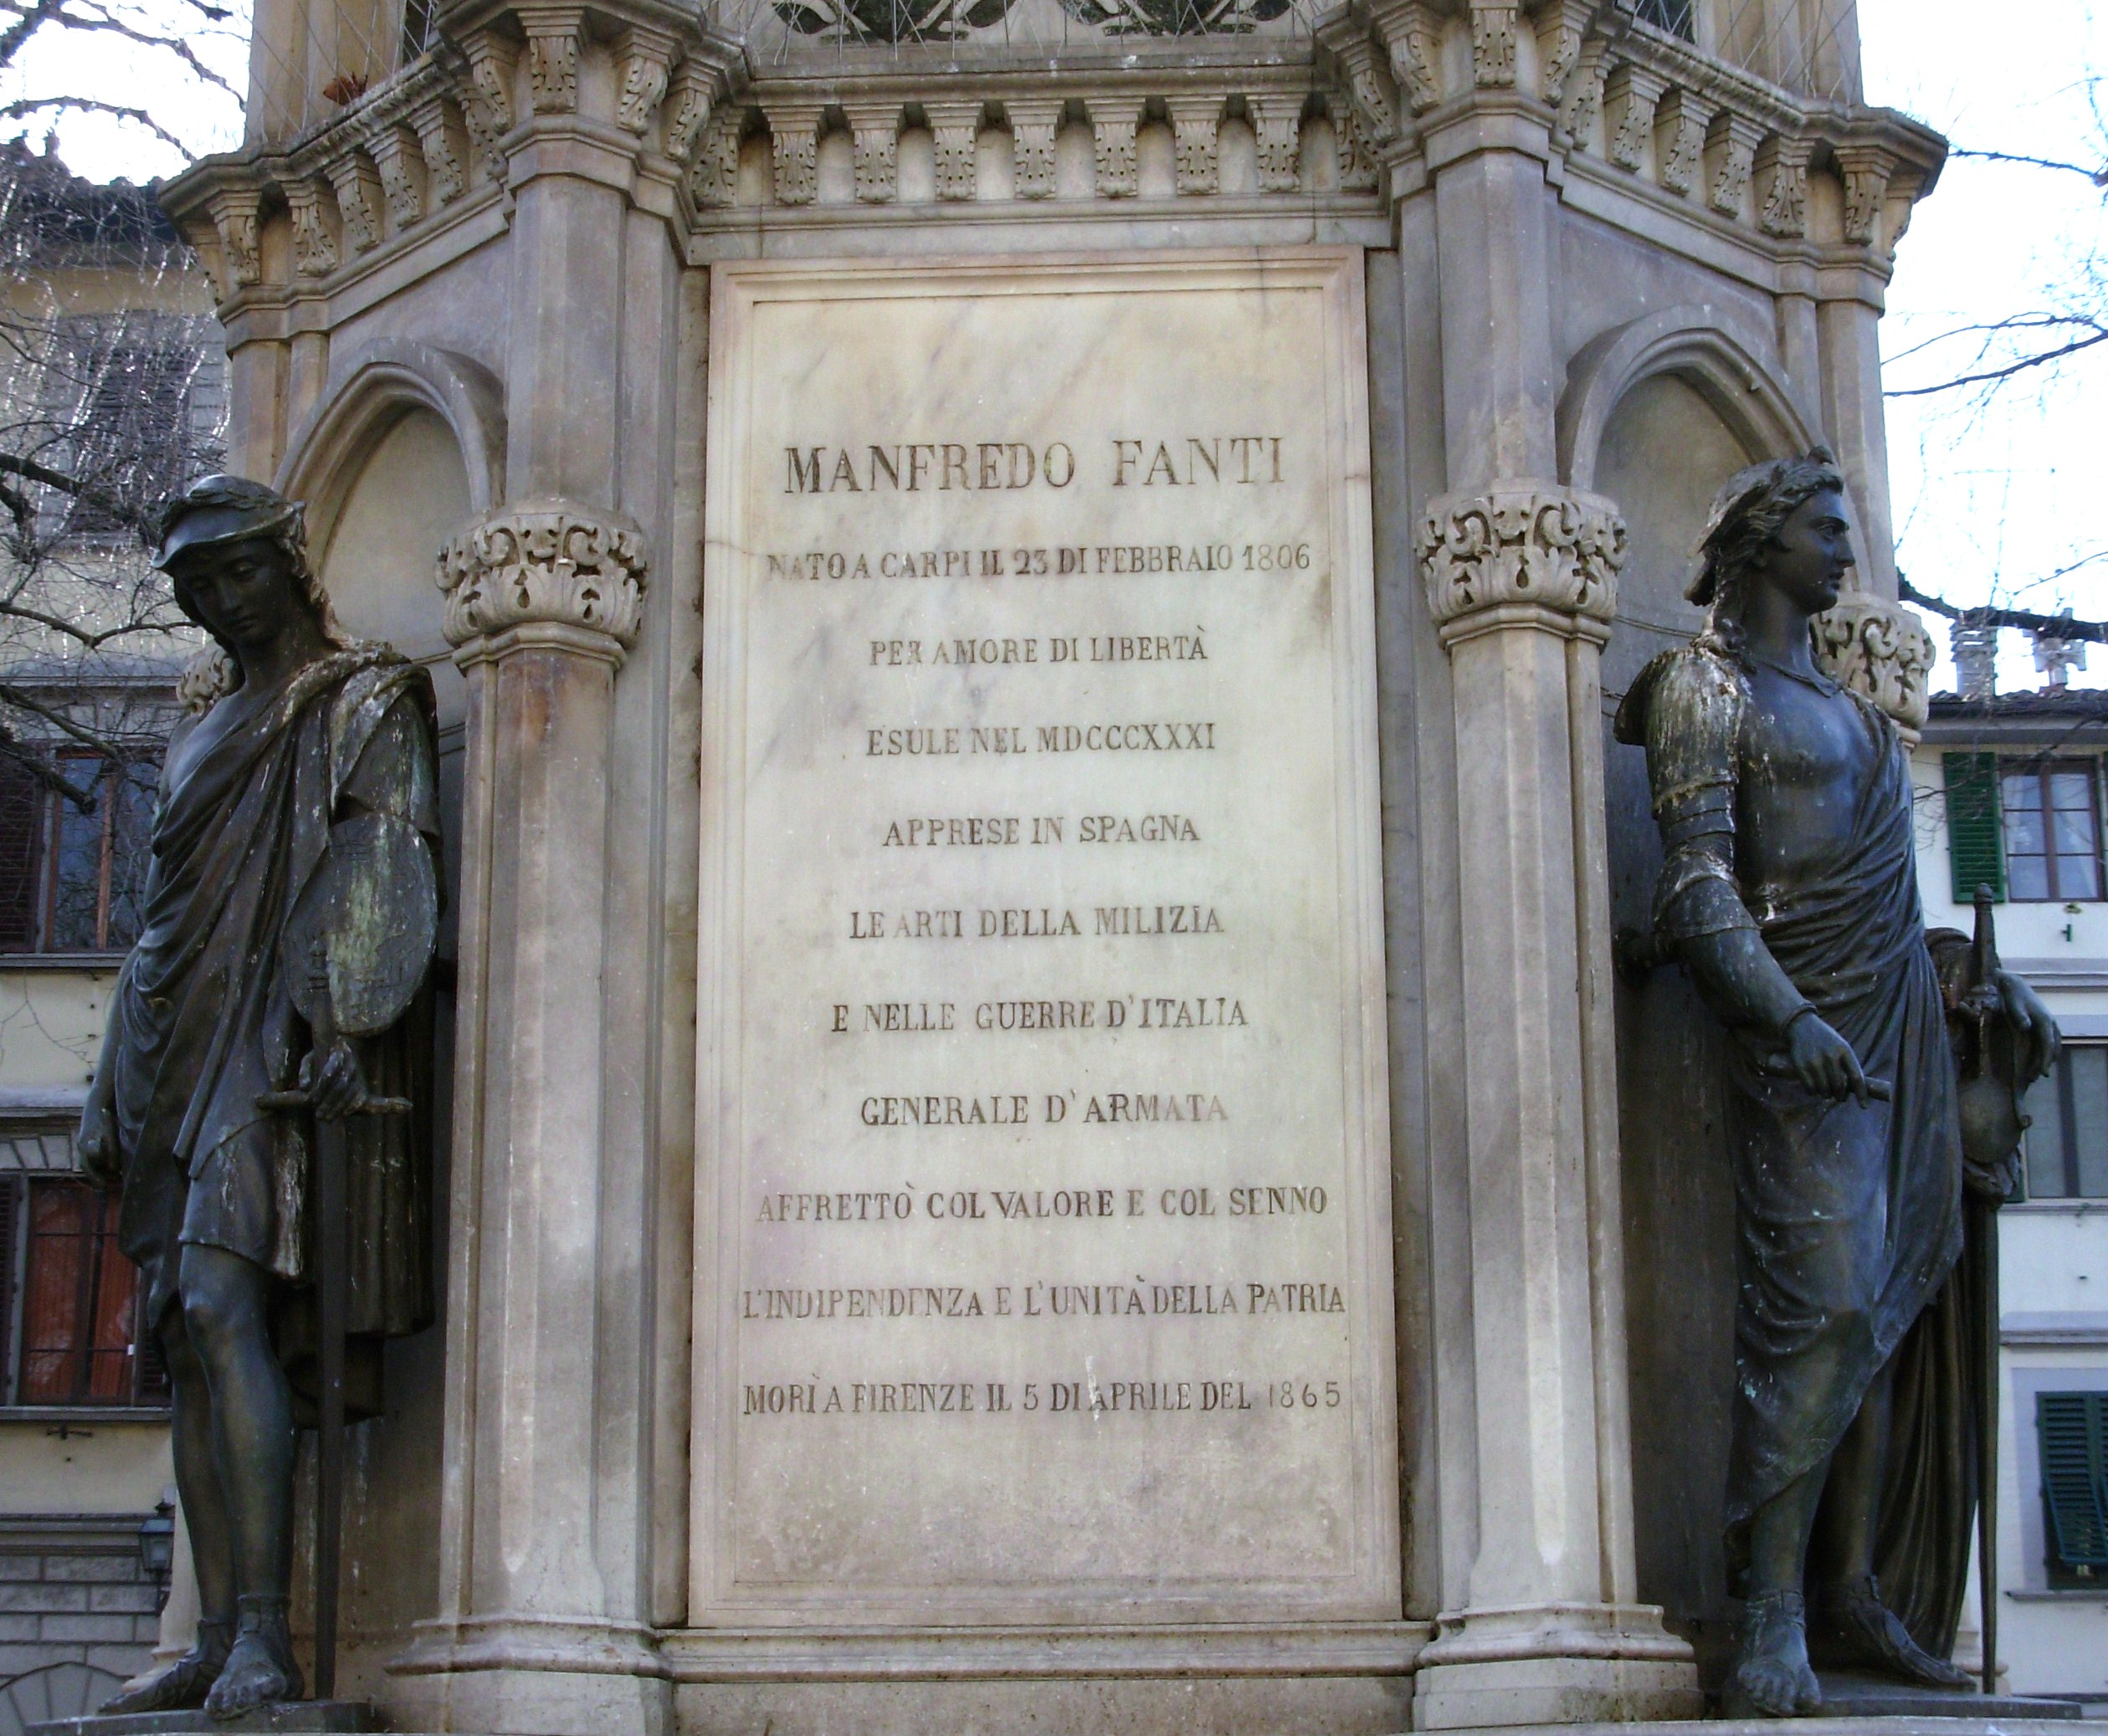 MANFREDO FANTI
NATO A CARPI IL 23 DI FEBBRAIO 1806
PER AMORE DI LIBERTÀ
ESULE NEL MDCCCXXXI
APPRESE IN SPAGNA
LE ARTI DELLA MILIZIA
E NELLE GUERRE D'ITALIA
GENERALE D'ARMATA
AFFRETTÒ COL VALORE E COL SENNO
L'INDIPENDENZA E L'UNITÀ DELLA PATRIA
MORÌ A FIRENZE IL 5 DI APRILE DEL 1865